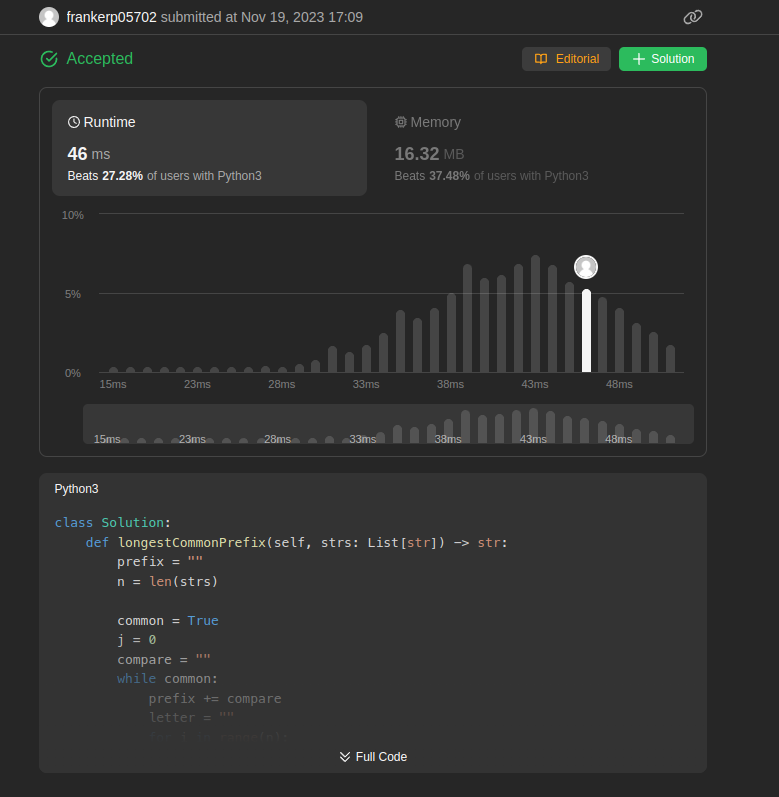 frankerp05702 submitted at Nov 19, 2023 17:09
Accepted
Editorial
Solution
Runtime
46 ms
Beats 27.28% of users with Python3
Memory
16.32 MB
Beats 37.48% of users with Python3
10%
5%
0%
15ms 23ms 28ms 33ms 38ms 43ms 48ms
15ms 23ms 28ms 33ms 38ms 43ms 48ms
Python3
class Solution:
    def longestCommonPrefix(self, strs: List[str]) -> str:
        prefix = ""
        n = len(strs)
        common = True
        j = 0
        compare = ""
        while common:
            prefix += compare
            letter = ""
Full Code